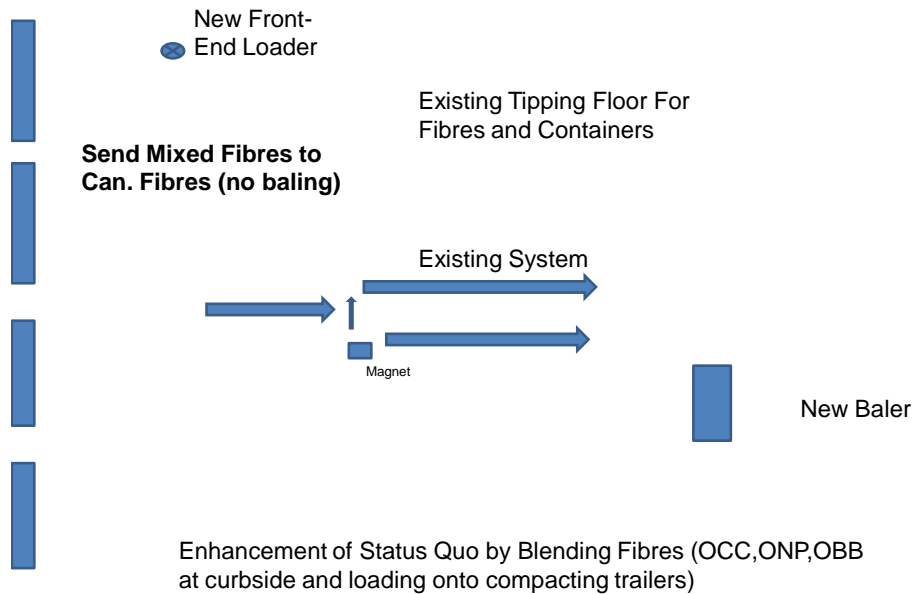 New Front-
End Loader
Existing Tipping Floor For
Fibres and Containers
Send Mixed Fibres to
Can. Fibres (no baling)
Existing System
Magnet
New Baler
Enhancement of Status Quo by Blending Fibres (OCC,ONP,OBB
at curbside and loading onto compacting trailers)